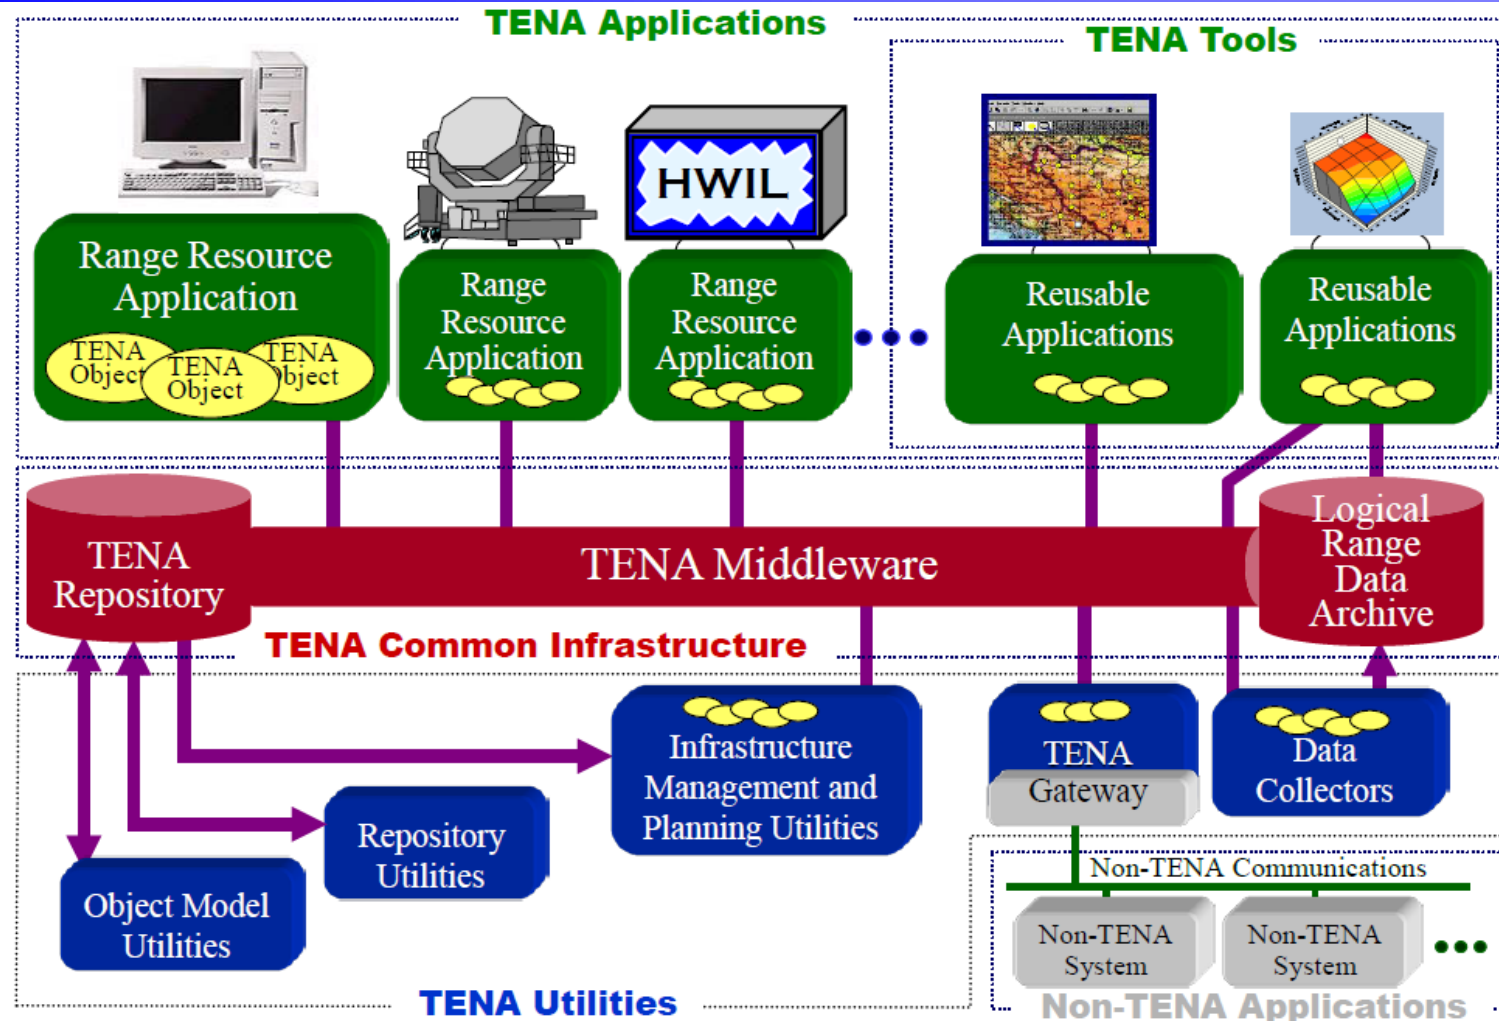 TENA Applications
TENA Tools
HWIL
Range Resource
Application
TENA
Object
TENA
Object
TENA
Object
Range
Resource
Application
Range
Resource
Application
Reusable
Applications
Reusable
Applications
TENA
Repository
TENA Middleware
Logical
Range
Data
Archive
TENA Common Infrastructure
Infrastructure
Management and
Planning Utilities
TENA
Gateway
Data
Collectors
Repository
Utilities
Object Model
Utilities
Non-TENA Communications
Non-TENA
System
Non-TENA
System
TENA Utilities
Non-TENA Applications